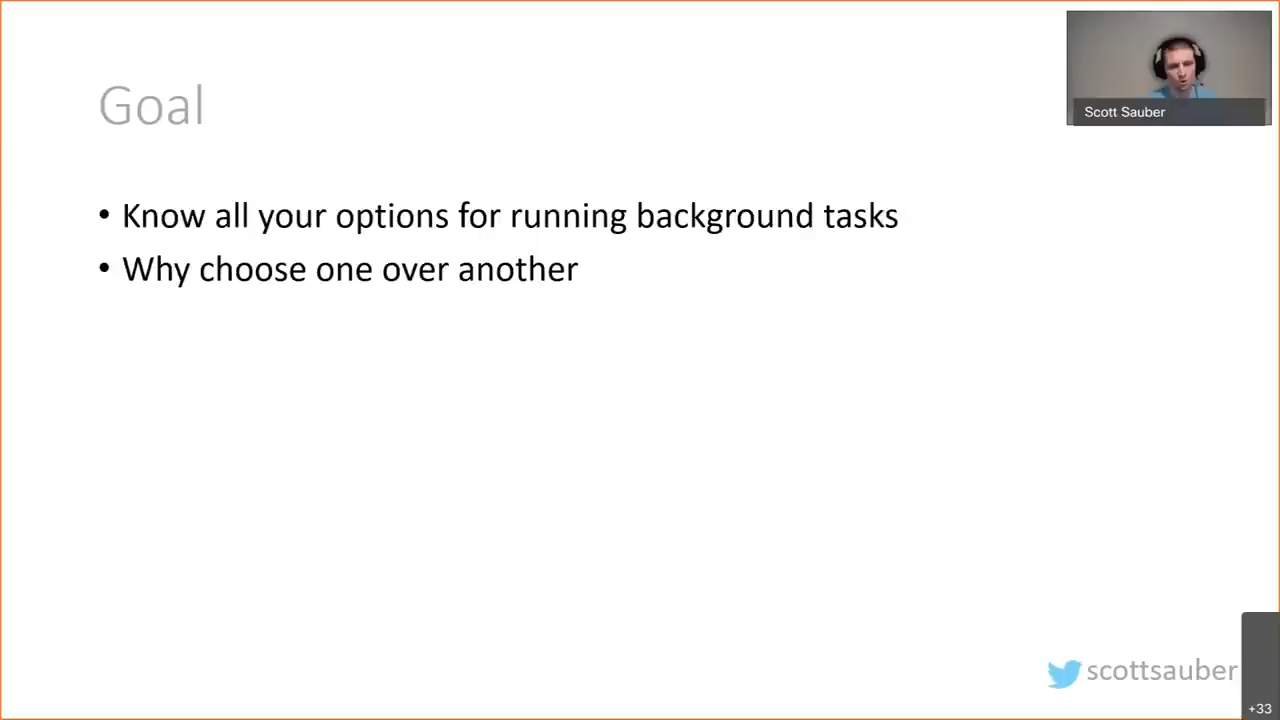 Goal
Scott Sauber
• Know all your options for running background tasks
• Why choose one over another
scottsauber
+33